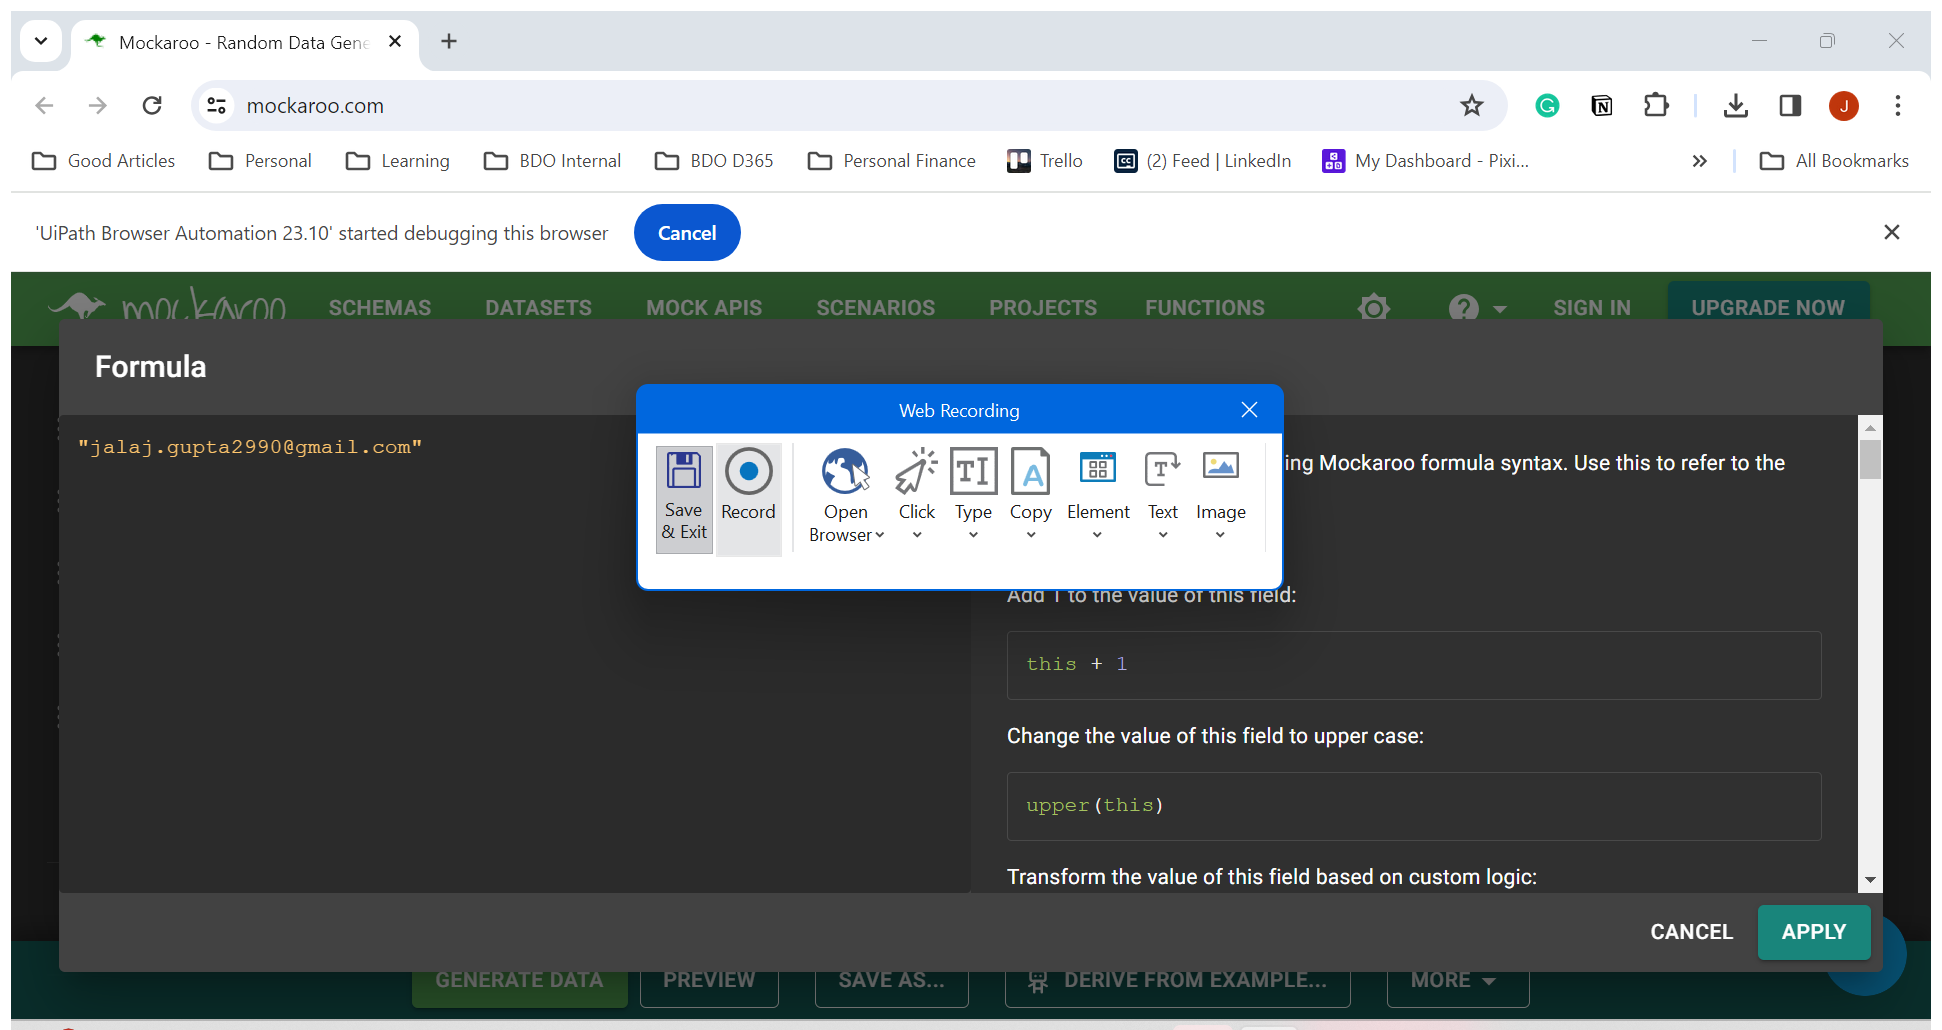 Mockaroo - Random Data Gene
mockaroo.com
J
Good Articles
Personal
Learning
BDO Internal
BDO D365
Personal Finance
Trello
(2) Feed | LinkedIn
My Dashboard - Pixi...
All Bookmarks
'UiPath Browser Automation 23.10' started debugging this browser
Cancel
mockaroo
SCHEMAS
DATASETS
MOCK APIS
SCENARIOS
PROJECTS
FUNCTIONS
SIGN IN
UPGRADE NOW
Formula
Web Recording
Save
& Exit
Record
Open
Browser
Click
Type
Copy
Element
Text
Image
"jalaj.gupta2990@gmail.com"
ing Mockaroo formula syntax. Use this to refer to the
Add 1 to the value of this field:
this + 1
Change the value of this field to upper case:
upper(this)
Transform the value of this field based on custom logic:
CANCEL
APPLY
GENERATE DATA
PREVIEW
SAVE AS...
DERIVE FROM EXAMPLE...
MORE